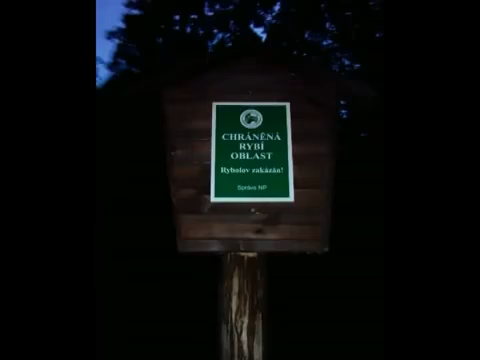 CHRÁNĚNÁ
RYBÍ
OBLAST
Rybolov zakázán!
Správa NP